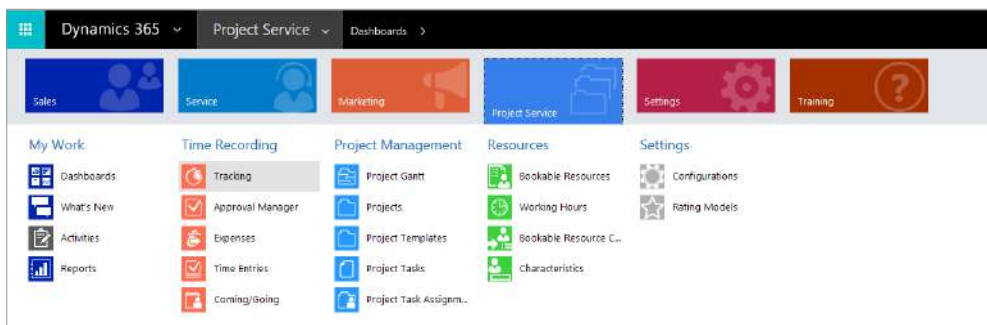 Dynamics 365
Project Service
Dashboards
Sales
Service
Marketing
Project Service
Settings
Training
My Work
Dashboards
What's New
Activities
Reports
Time Recording
Tracking
Approval Manager
Expenses
Time Entries
Coming/Going
Project Management
Project Gantt
Projects
Project Templates
Project Tasks
Project Task Assignm...
Resources
Bookable Resources
Working Hours
Bookable Resource C...
Characteristics
Settings
Configurations
Rating Models